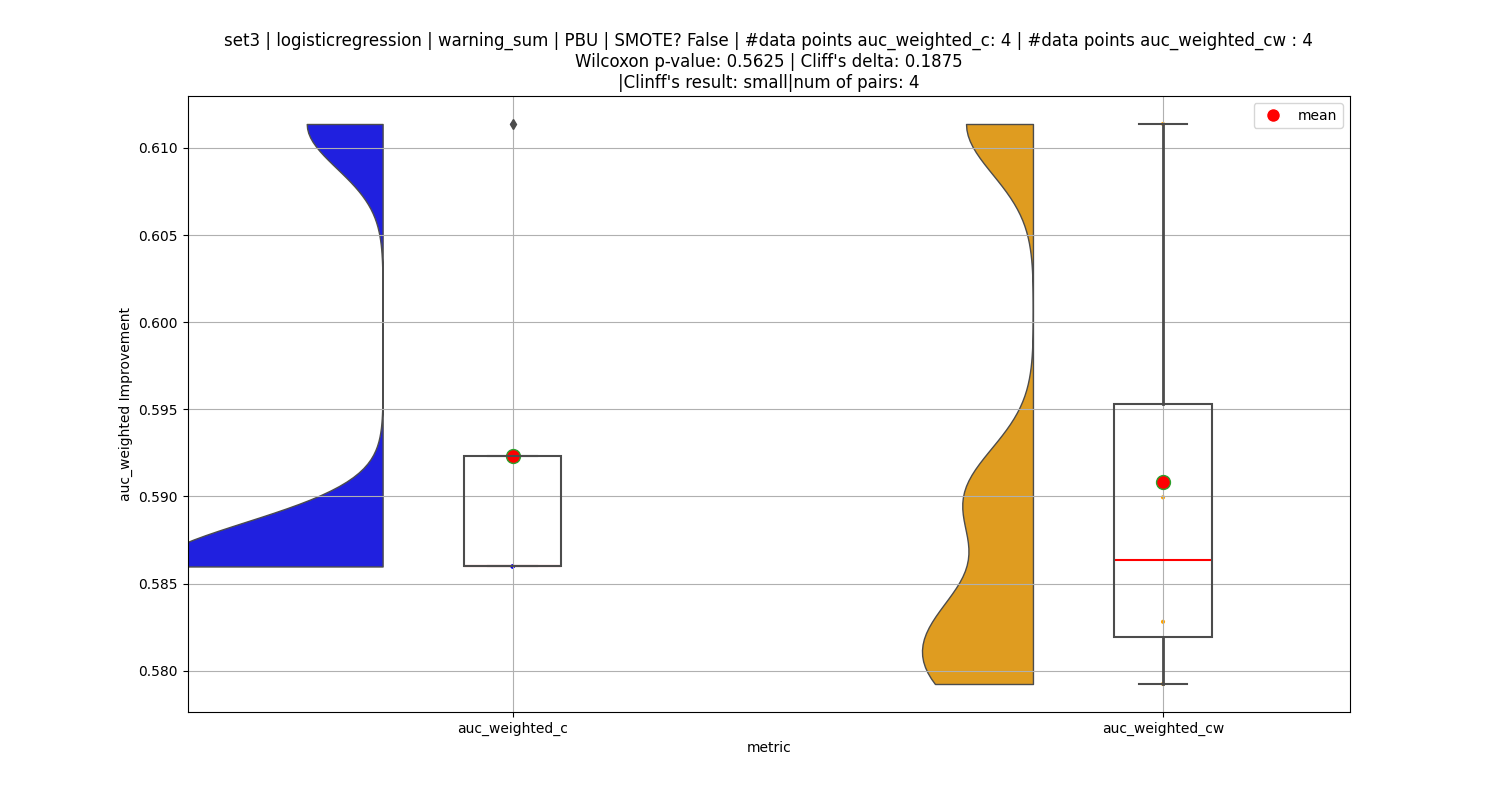 set3 | logisticregression | warning_sum | PBU | SMOTE? False | #data points auc_weighted_c: 4 | #data points auc_weighted_cw : 4
Wilcoxon p-value: 0.5625 | Cliff's delta: 0.1875
|Clinff's result: small|num of pairs: 4
mean
0.610
0.605
0.600
0.595
0.590
0.585
0.580
auc_weighted Improvement
auc_weighted_c
auc_weighted_cw
metric